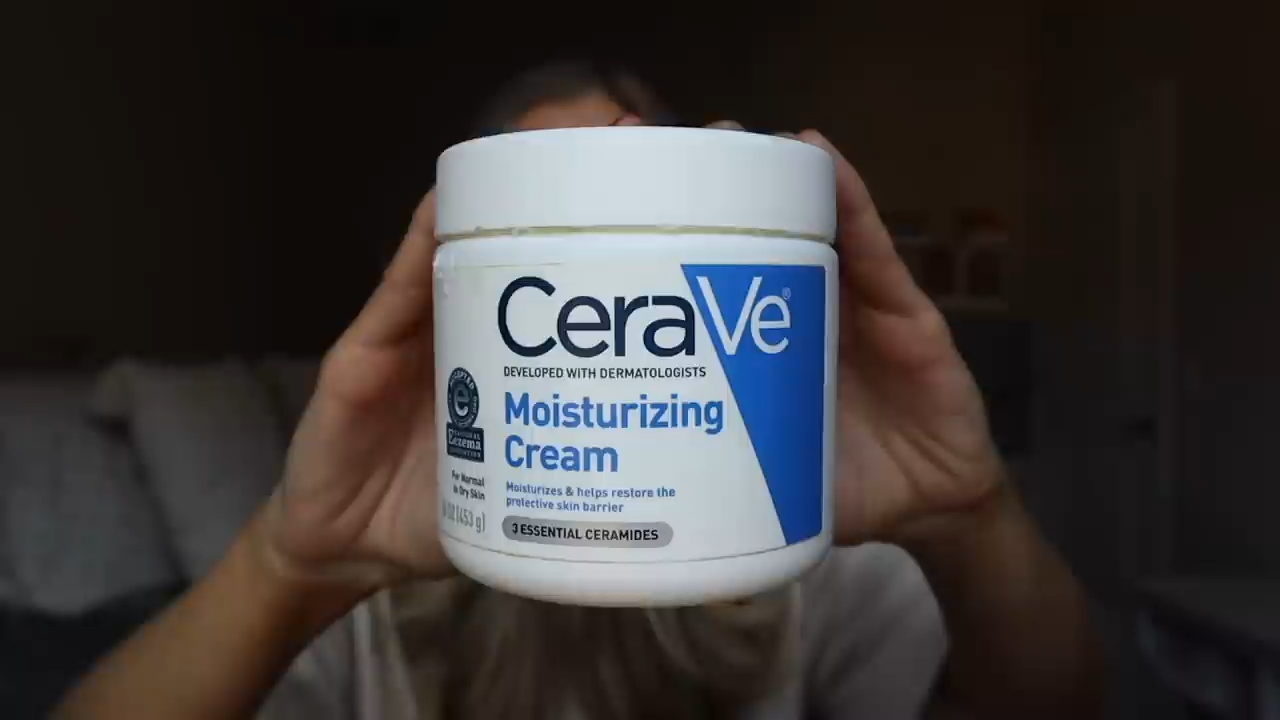 CeraVe®
DEVELOPED WITH DERMATOLOGISTS
Moisturizing
Cream
Moisturizes & helps restore the
protective skin barrier
3 ESSENTIAL CERAMIDES
e
Eczema
For Normal
to Dry Skin
OZ (453 g)